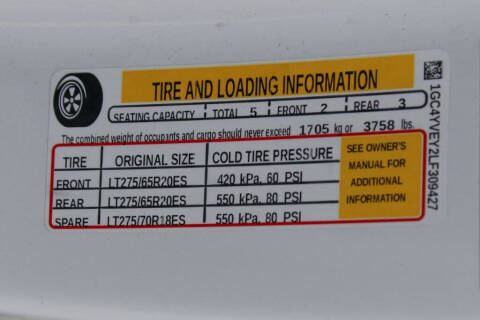 TIRE AND LOADING INFORMATION
SEATING CAPACITY TOTAL 5 FRONT 2 REAR 3
The combined weight of occupants and cargo should never exceed 1705 kg or 3758 lbs.
TIRE ORIGINAL SIZE COLD TIRE PRESSURE
FRONT LT275/65R20ES 420 kPa, 60 PSI
REAR LT275/65R20ES 550 kPa, 80 PSI
SPARE LT275/70R18ES 550 kPa, 80 PSI
SEE OWNER'S
MANUAL FOR
ADDITIONAL
INFORMATION
1GC4YVEY2LF309427